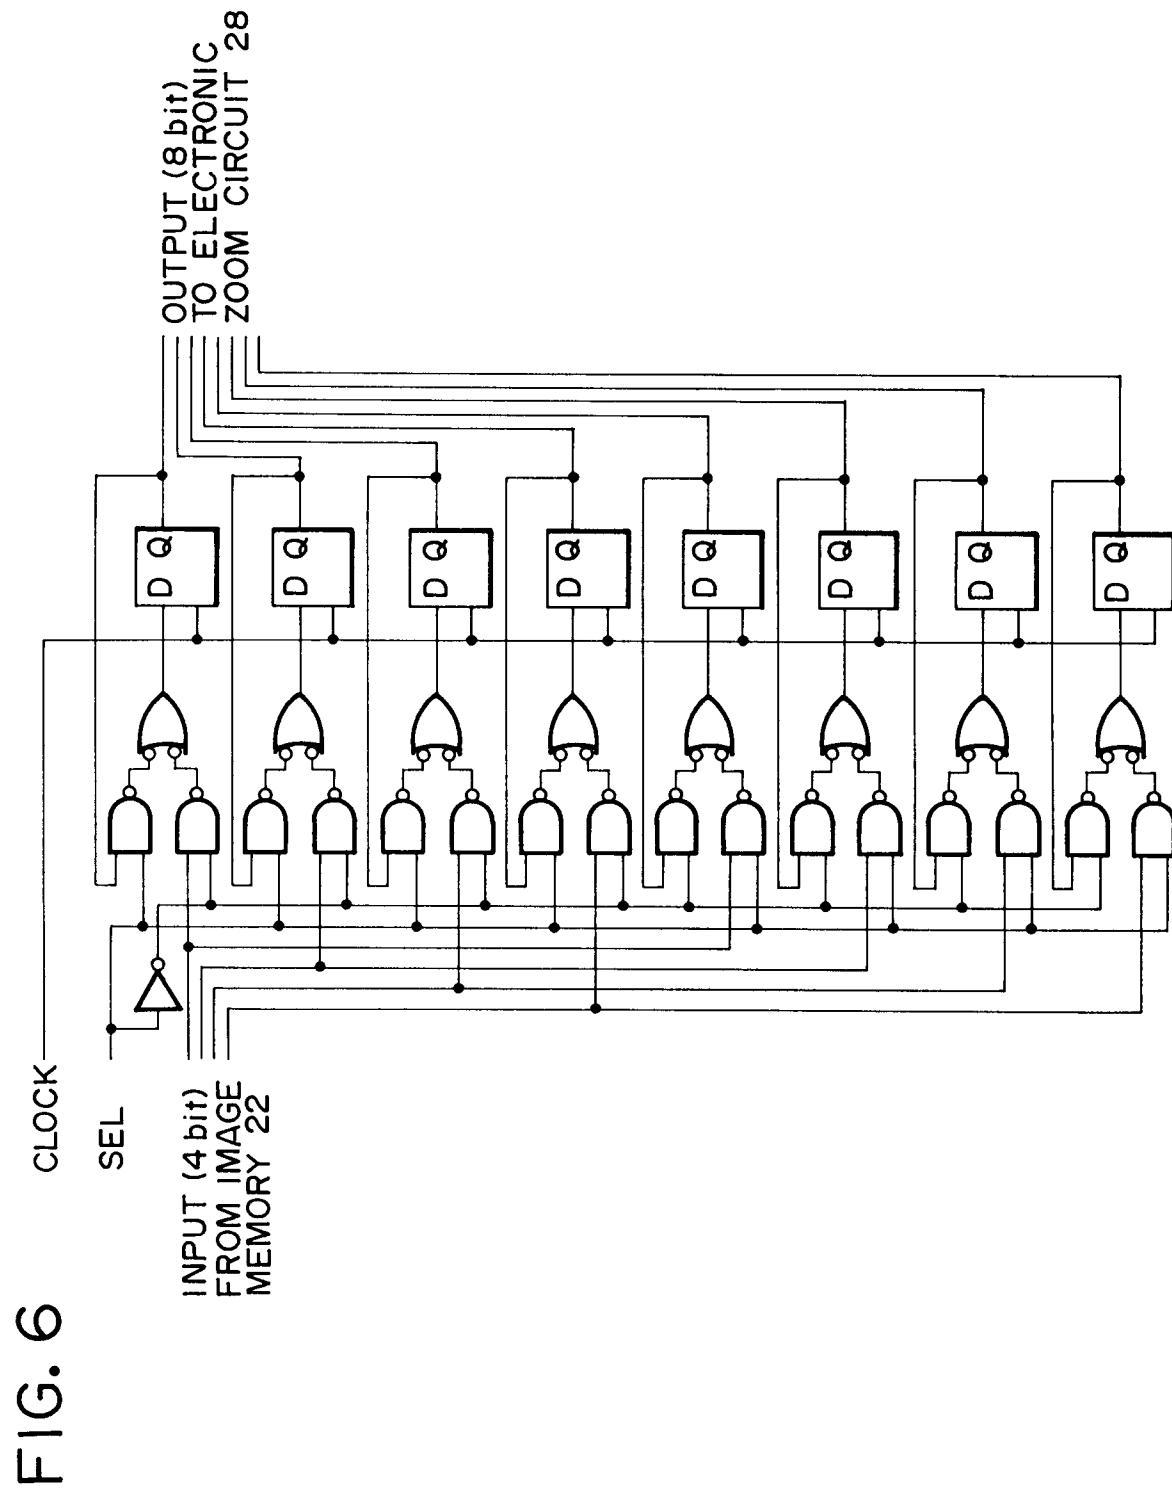 FIG. 6
CLOCK
SEL
INPUT (4 bit)
FROM IMAGE
MEMORY 22
D Q
D Q
D Q
D Q
D Q
D Q
D Q
D Q
OUTPUT (8 bit)
TO ELECTRONIC
ZOOM CIRCUIT 28